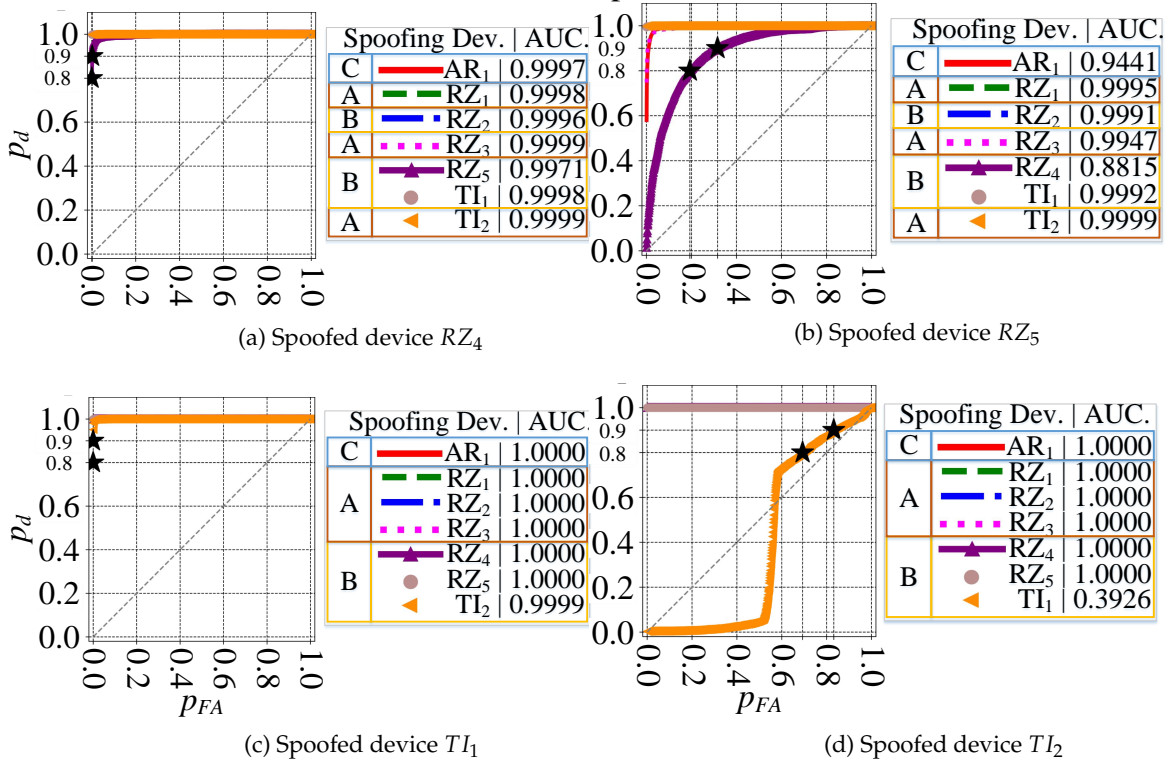 1.0
0.9
0.8
0.6
0.4
0.2
0.0
p_d
0.0
0.2
0.4
0.6
0.8
1.0
Spoofing Dev. | AUC.
C AR₁ | 0.9997
A RZ₁ | 0.9998
B RZ₂ | 0.9996
A RZ₃ | 0.9999
B RZ₅ | 0.9971
TI₁ | 0.9998
A TI₂ | 0.9999
(a) Spoofed device RZ₄
1.0
0.9
0.8
0.6
0.4
0.2
0.0
0.0
0.2
0.4
0.6
0.8
1.0
Spoofing Dev. | AUC.
C AR₁ | 0.9441
A RZ₁ | 0.9995
B RZ₂ | 0.9991
A RZ₃ | 0.9947
B RZ₄ | 0.8815
TI₁ | 0.9992
A TI₂ | 0.9999
(b) Spoofed device RZ₅
1.0
0.9
0.8
0.6
0.4
0.2
0.0
p_d
0.0
0.2
0.4
0.6
0.8
1.0
p_FA
Spoofing Dev. | AUC.
C AR₁ | 1.0000
RZ₁ | 1.0000
A RZ₂ | 1.0000
RZ₃ | 1.0000
RZ₄ | 1.0000
B RZ₅ | 1.0000
TI₂ | 0.9999
(c) Spoofed device TI₁
1.0
0.9
0.8
0.6
0.4
0.2
0.0
0.0
0.2
0.4
0.6
0.8
1.0
p_FA
Spoofing Dev. | AUC.
C AR₁ | 1.0000
RZ₁ | 1.0000
A RZ₂ | 1.0000
RZ₃ | 1.0000
RZ₄ | 1.0000
B RZ₅ | 1.0000
TI₁ | 0.3926
(d) Spoofed device TI₂